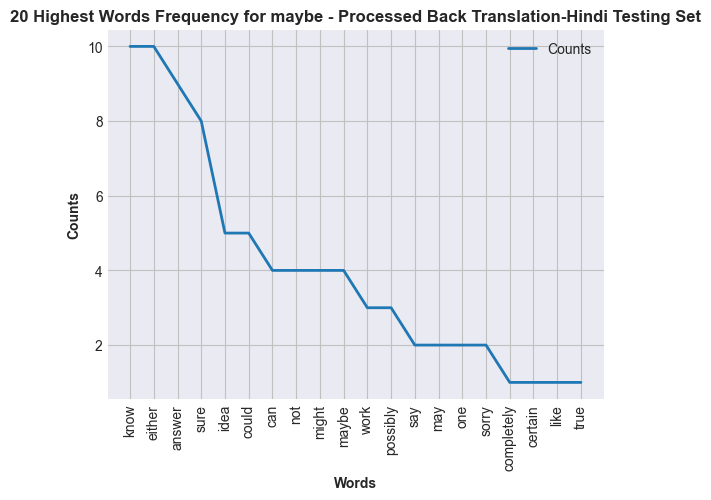 20 Highest Words Frequency for maybe - Processed Back Translation-Hindi Testing Set
Counts
10
8
6
4
2
Counts
know
either
answer
sure
idea
could
can
not
might
maybe
work
possibly
say
may
one
sorry
completely
certain
like
true
Words